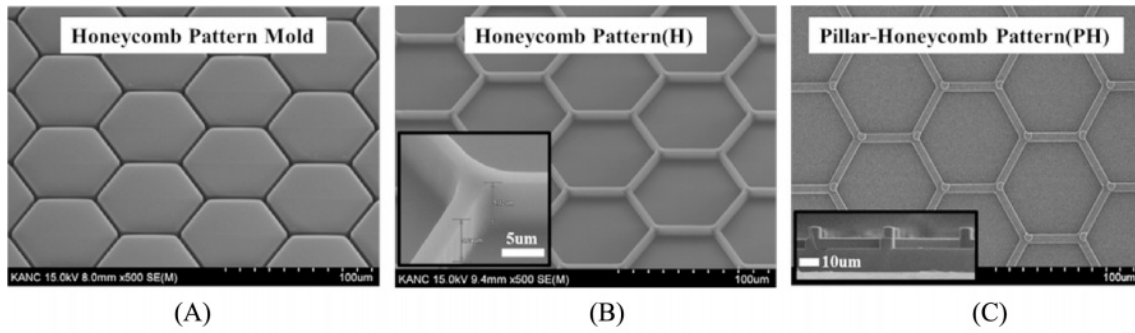 Honeycomb Pattern Mold
KANC 15.0kV 8.0mm x500 SE(M)
100um
(A)
Honeycomb Pattern(H)
5um
KANC 15.0kV 9.4mm x500 SE(M)
100um
(B)
Pillar-Honeycomb Pattern(PH)
10um
100um
(C)